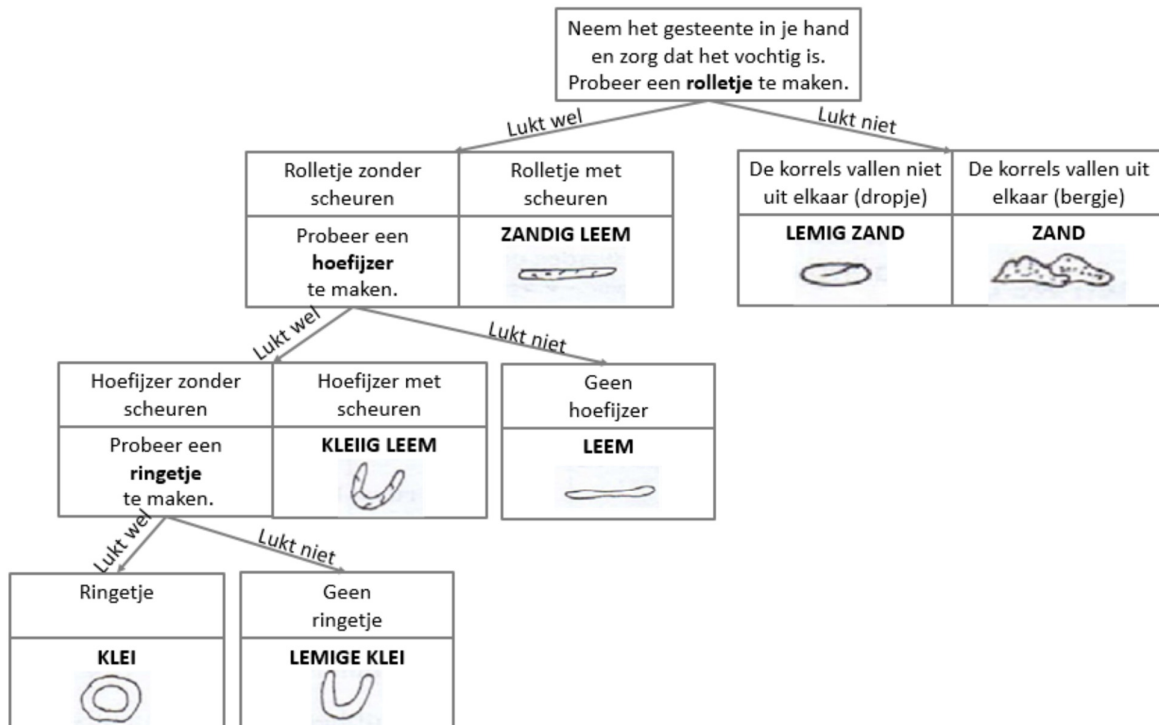 Neem het gesteente in je hand
en zorg dat het vochtig is.
Probeer een rolletje te maken.
Lukt wel
Lukt niet
Rolletje zonder
scheuren
Probeer een
hoefijzer
te maken.
Rolletje met
scheuren
ZANDIG LEEM
De korrels vallen niet
uit elkaar (dropje)
LEMIG ZAND
De korrels vallen uit
elkaar (bergje)
ZAND
Lukt wel
Lukt niet
Hoefijzer zonder
scheuren
Probeer een
ringetje
te maken.
Hoefijzer met
scheuren
KLEIIG LEEM
Geen
hoefijzer
LEEM
Lukt wel
Lukt niet
Ringetje
KLEI
Geen
ringetje
LEMIGE KLEI